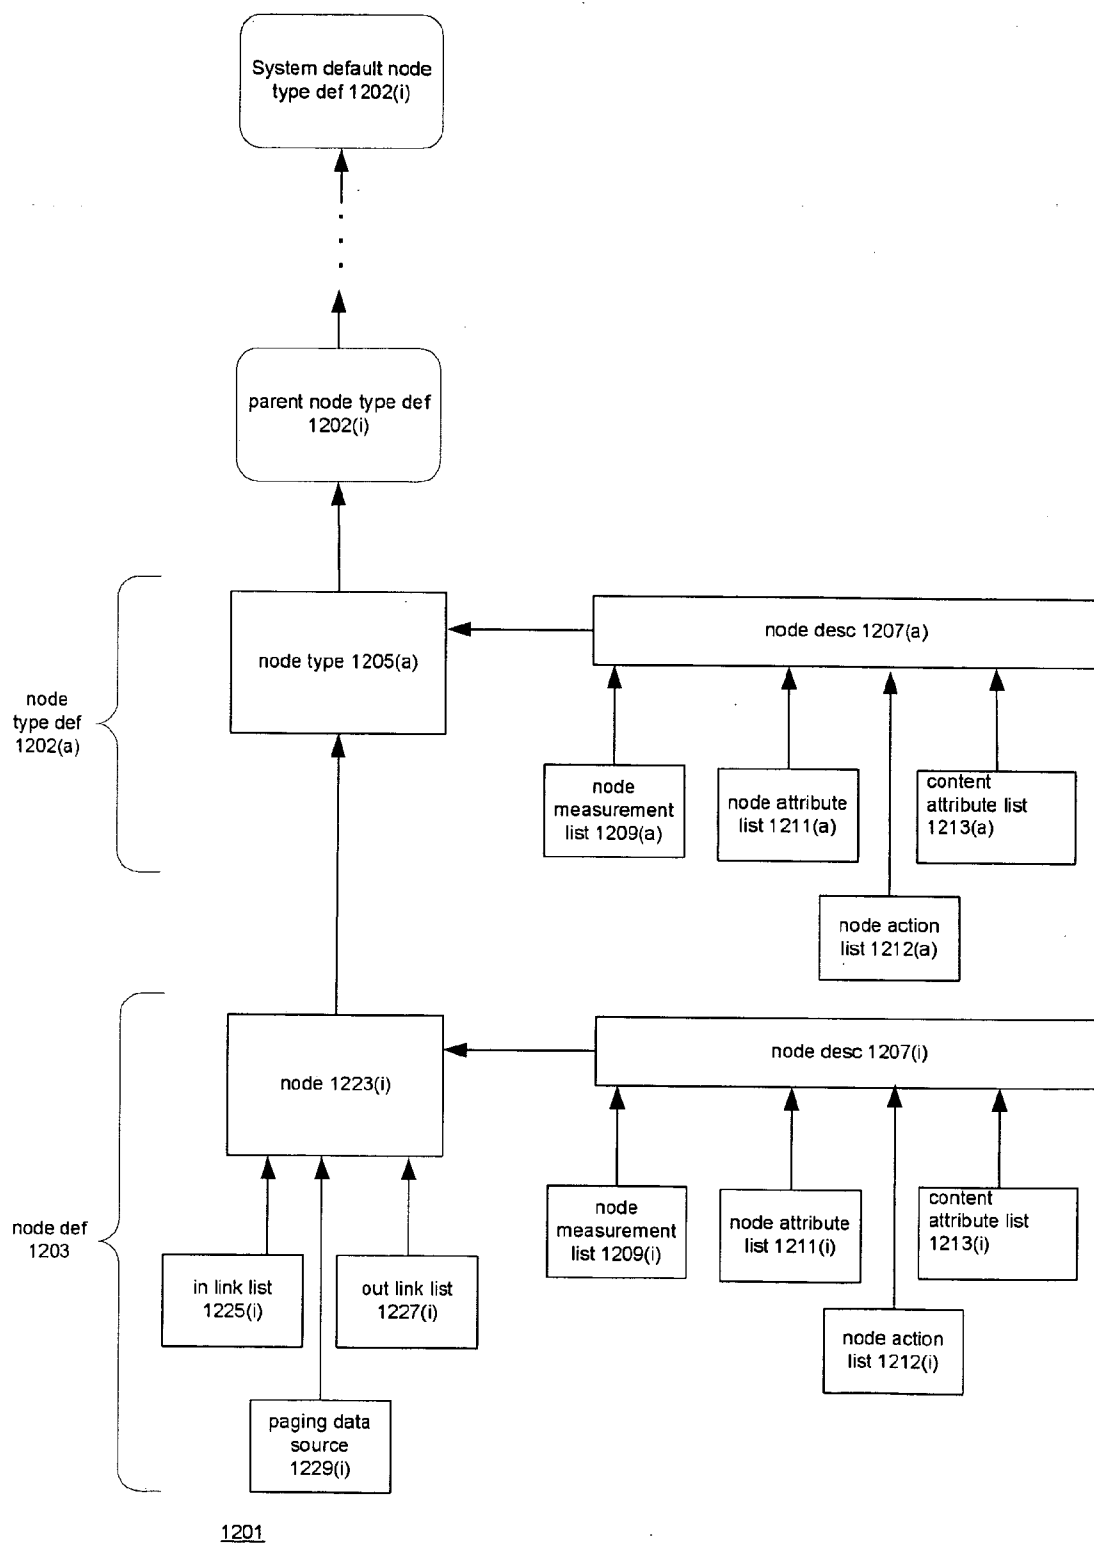 System default node
type def 1202(i)
parent node type def
1202(i)
node
type def
1202(a)
node type 1205(a)
node desc 1207(a)
node
measurement
list 1209(a)
node attribute
list 1211(a)
content
attribute list
1213(a)
node action
list 1212(a)
node def
1203
node 1223(i)
node desc 1207(i)
node
measurement
list 1209(i)
node attribute
list 1211(i)
content
attribute list
1213(i)
in link list
1225(i)
out link list
1227(i)
node action
list 1212(i)
paging data
source
1229(i)
1201